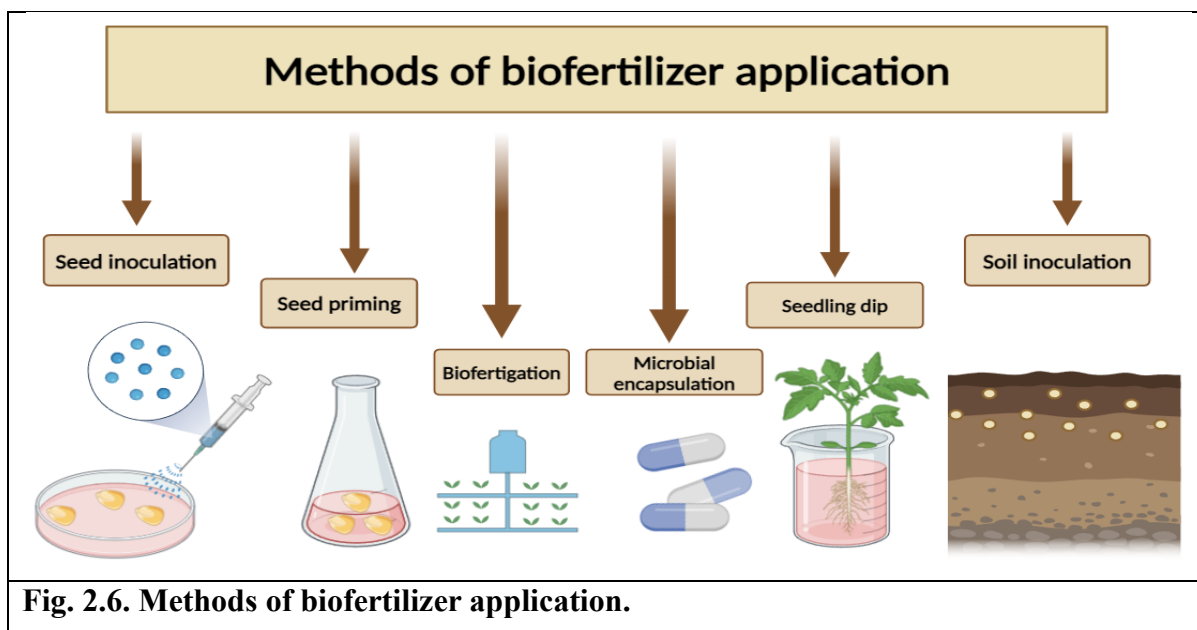 Methods of biofertilizer application
Seed inoculation
Seed priming
Biofertigation
Microbial
encapsulation
Seedling dip
Soil inoculation
Fig. 2.6. Methods of biofertilizer application.